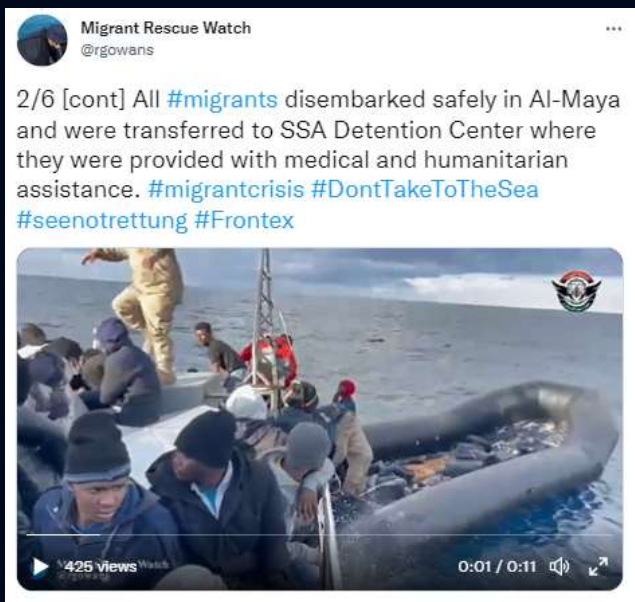 Migrant Rescue Watch
@rgowans
2/6 [cont] All #migrants disembarked safely in Al-Maya
and were transferred to SSA Detention Center where
they were provided with medical and humanitarian
assistance. #migrantcrisis #DontTakeToTheSea
#seenotrettung #Frontex
425 views
0:01 / 0:11